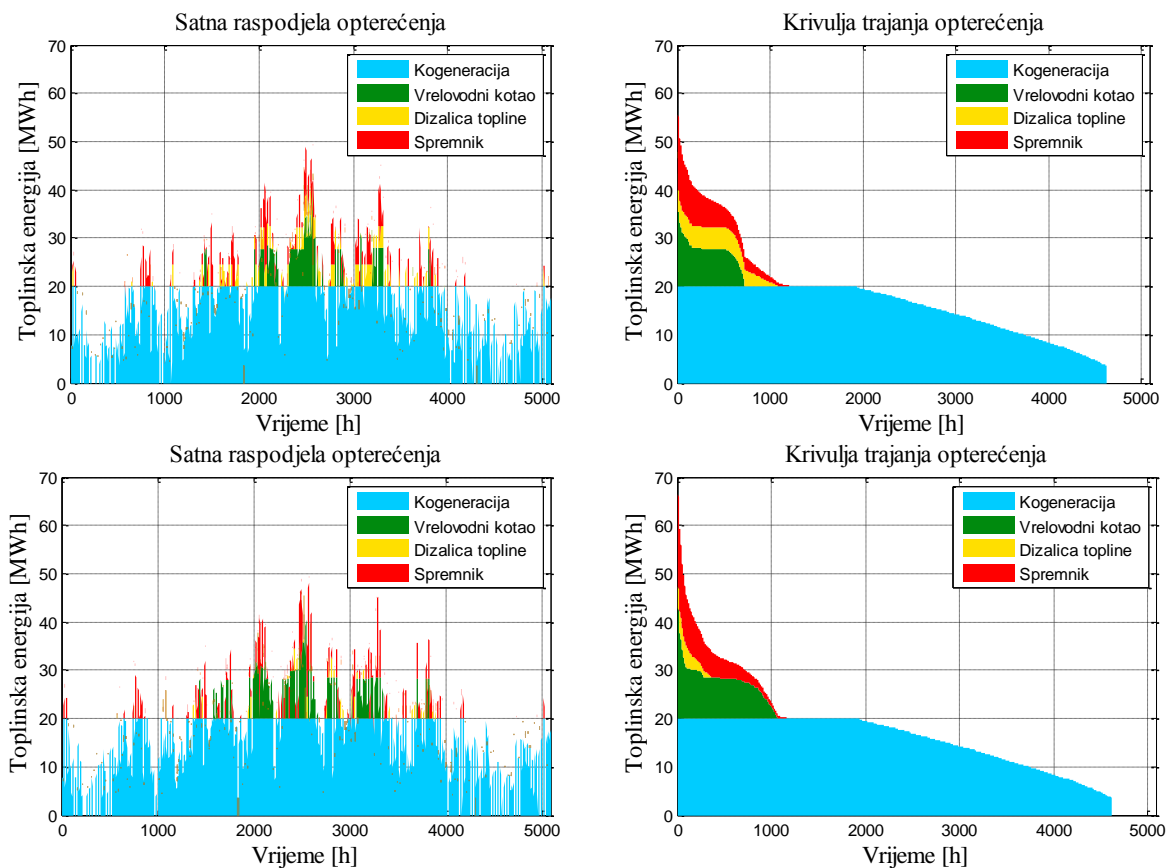 Satna raspodjela opterećenja
Toplinska energija [MWh]
70
60
50
40
30
20
10
0
Kogeneracija
Vrelovodni kotao
Dizalica topline
Spremnik
0 1000 2000 3000 4000 5000
Vrijeme [h]
Krivulja trajanja opterećenja
Toplinska energija [MWh]
70
60
50
40
30
20
10
0
Kogeneracija
Vrelovodni kotao
Dizalica topline
Spremnik
0 1000 2000 3000 4000 5000
Vrijeme [h]
Satna raspodjela opterećenja
Toplinska energija [MWh]
70
60
50
40
30
20
10
0
Kogeneracija
Vrelovodni kotao
Dizalica topline
Spremnik
0 1000 2000 3000 4000 5000
Vrijeme [h]
Krivulja trajanja opterećenja
Toplinska energija [MWh]
70
60
50
40
30
20
10
0
Kogeneracija
Vrelovodni kotao
Dizalica topline
Spremnik
0 1000 2000 3000 4000 5000
Vrijeme [h]